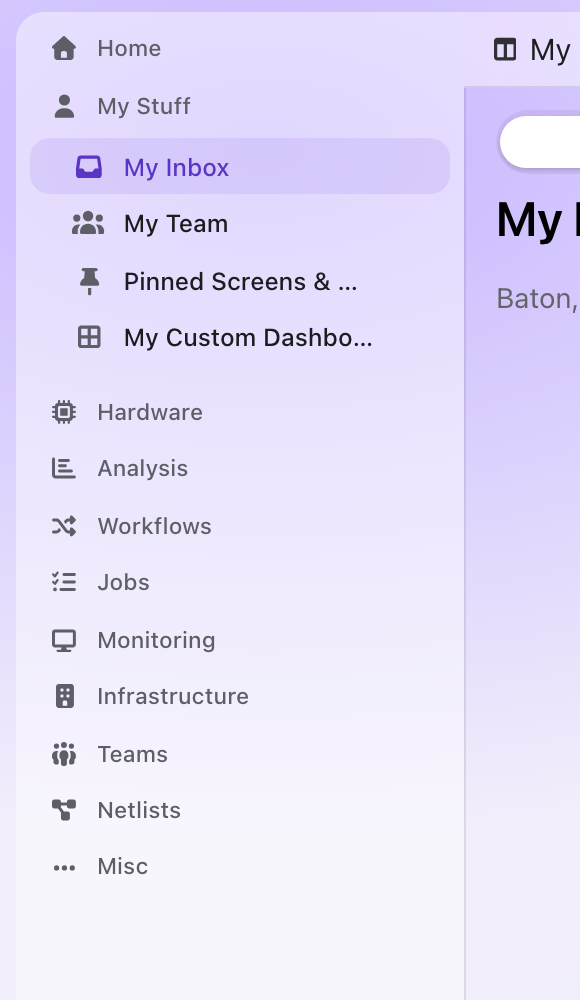 Home
My Stuff
My Inbox
My Team
Pinned Screens & ...
My Custom Dashbo...
Hardware
Analysis
Workflows
Jobs
Monitoring
Infrastructure
Teams
Netlists
Misc
My
My
Baton,